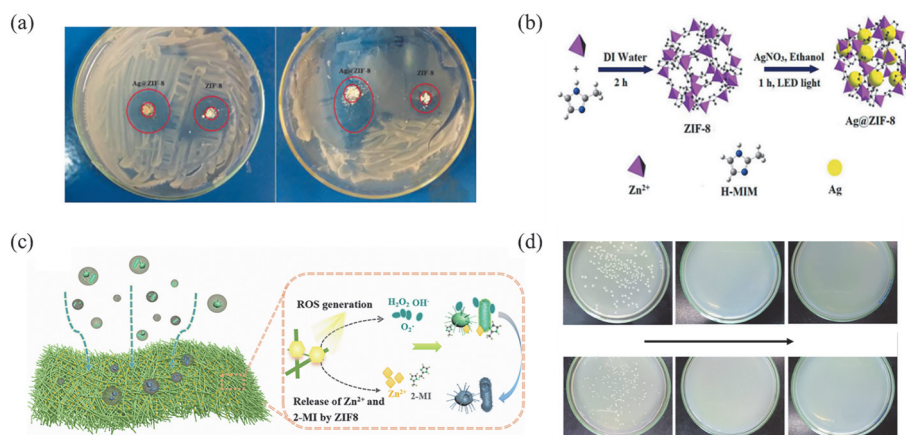 (a)
Ag@ZIF-8
ZIF-8
Ag@ZIF-8
ZIF-8
(b)
+
DI Water
2 h
ZIF-8
AgNO₃, Ethanol
1 h, LED light
Ag@ZIF-8
Zn²⁺
H-MIM
Ag
(c)
ROS generation
H₂O₂ OH⁻
O₂⁻
Zn²⁺ 2-MI
Release of Zn²⁺ and
2-MI by ZIF8
(d)